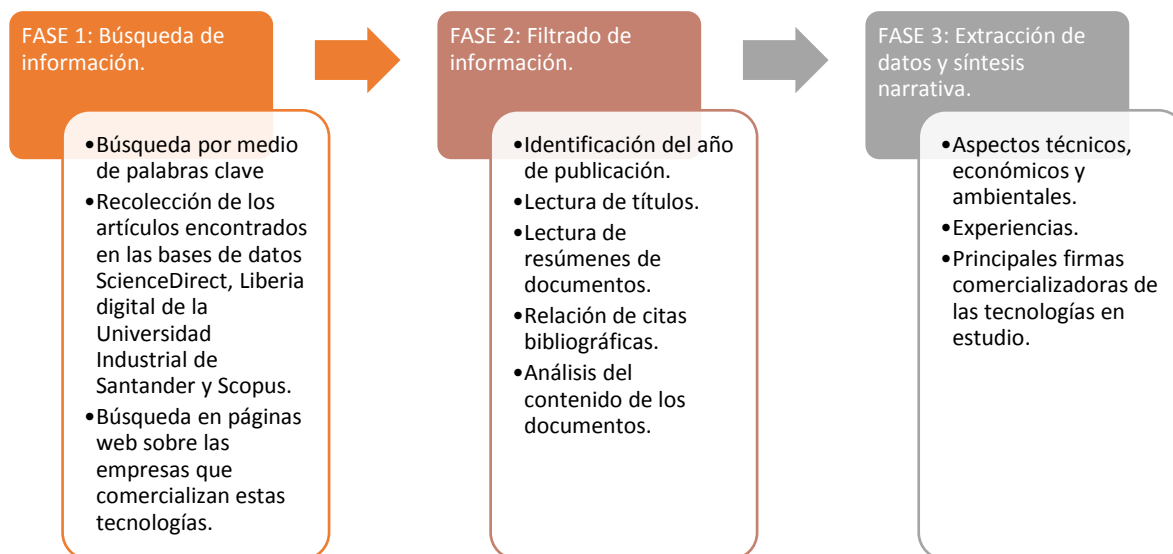 FASE 1: Búsqueda de
información.
•Búsqueda por medio
de palabras clave
•Recolección de los
artículos encontrados
en las bases de datos
ScienceDirect, Liberia
digital de la
Universidad
Industrial de
Santander y Scopus.
•Búsqueda en páginas
web sobre las
empresas que
comercializan estas
tecnologías.
FASE 2: Filtrado de
información.
•Identificación del año
de publicación.
•Lectura de títulos.
•Lectura de
resúmenes de
documentos.
•Relación de citas
bibliográficas.
•Análisis del
contenido de los
documentos.
FASE 3: Extracción de
datos y síntesis
narrativa.
•Aspectos técnicos,
económicos y
ambientales.
•Experiencias.
•Principales firmas
comercializadoras de
las tecnologías en
estudio.